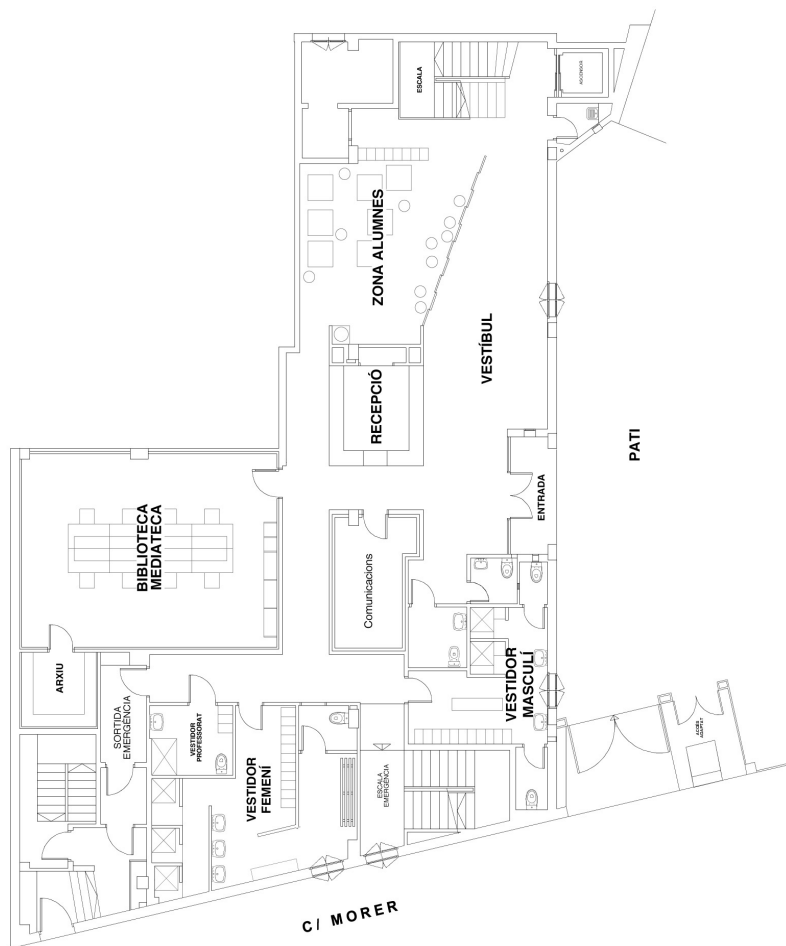 ESCALA
ASCENSOR
ZONA ALUMNES
VESTÍBUL
RECEPCIÓ
PATI
ENTRADA
BIBLIOTECA
MEDIATECA
Comunicacions
ARXIU
SORTIDA
EMERGÈNCIA
VESTIDOR
PROFESSORAT
VESTIDOR
FEMENÍ
VESTIDOR
MASCULÍ
ESCALA
EMERGÈNCIA
ACCÉS
ADAPTAT
C/ MORER